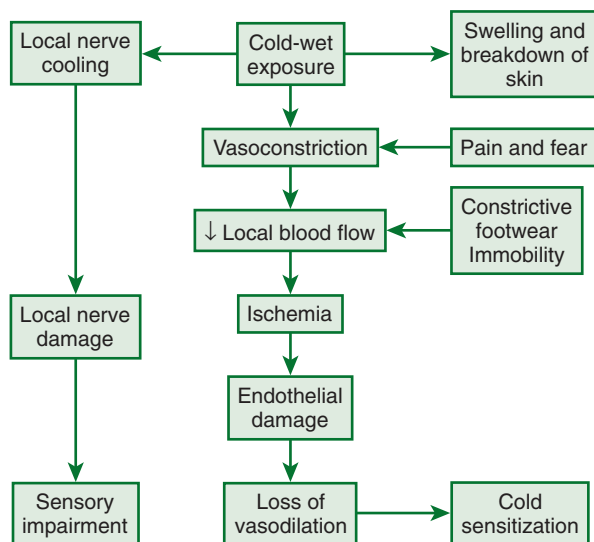 Local nerve
cooling
Cold-wet
exposure
Swelling and
breakdown of
skin
Vasoconstriction
Pain and fear
↓ Local blood flow
Constrictive
footwear
Immobility
Ischemia
Local nerve
damage
Endothelial
damage
Sensory
impairment
Loss of
vasodilation
Cold
sensitization